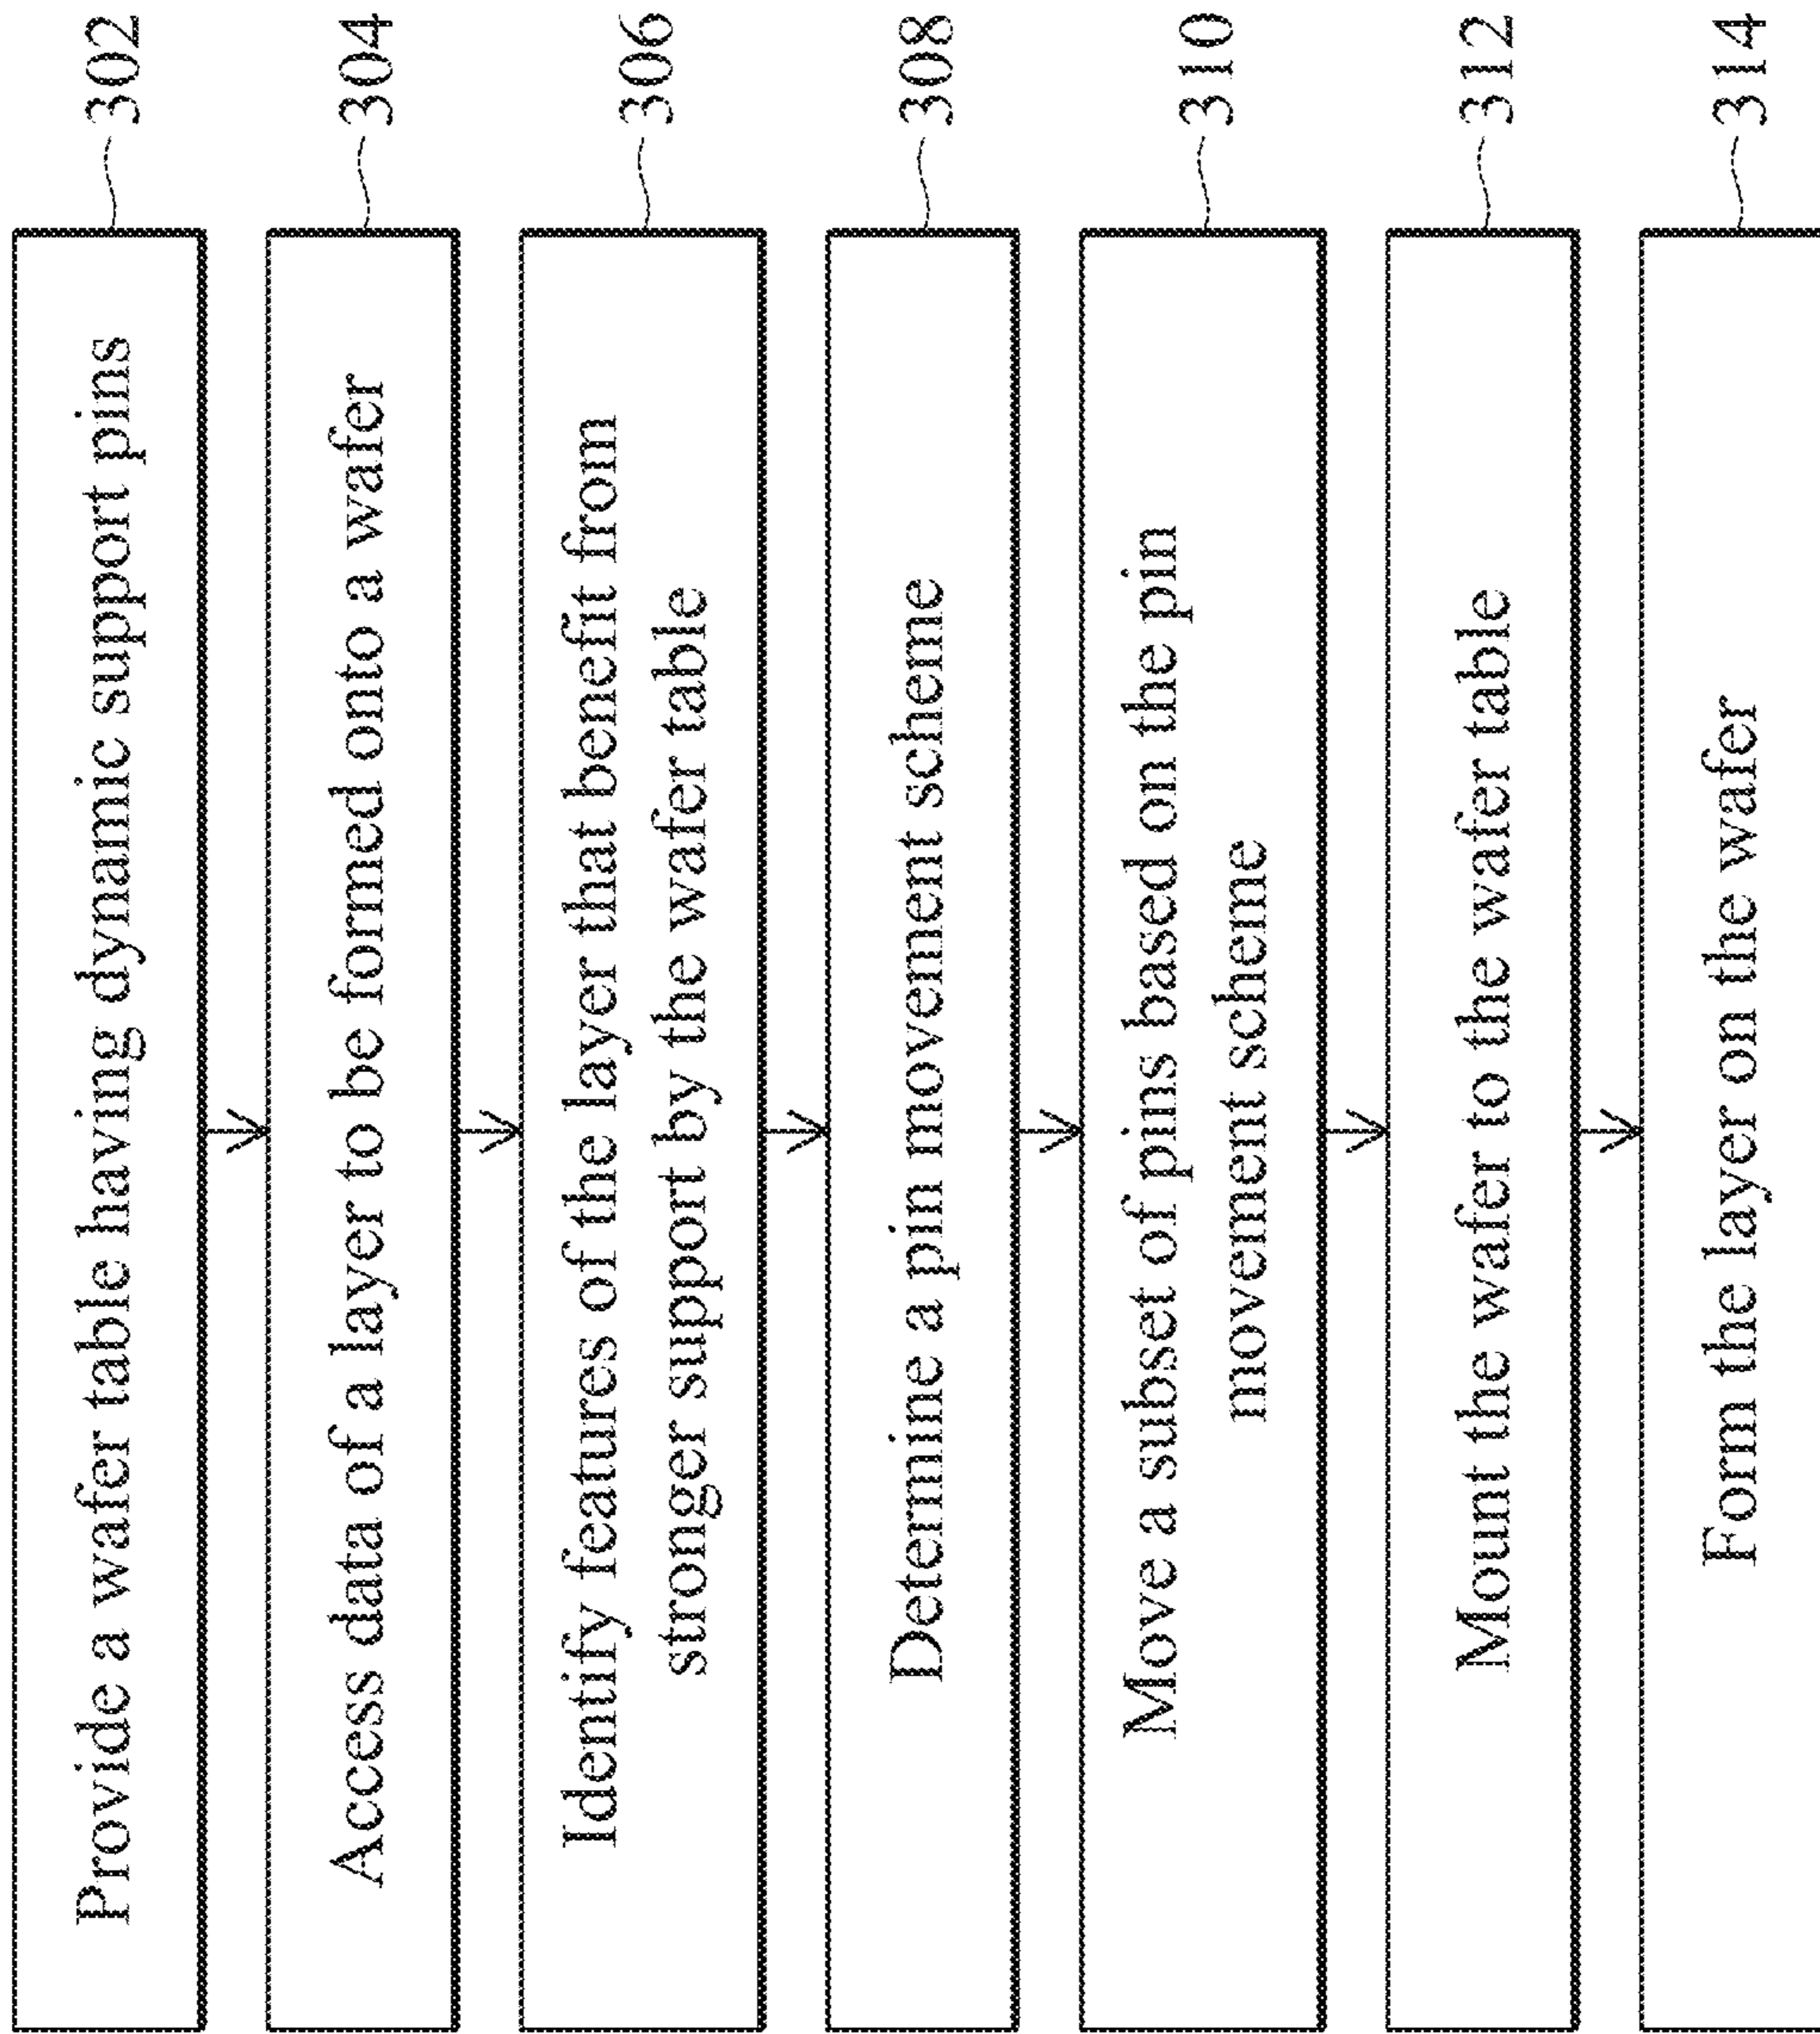 Provide a wafer table having dynamic support pins
302
Access data of a layer to be formed onto a wafer
304
Identify features of the layer that benefit from
stronger support by the wafer table
306
Determine a pin movement scheme
308
Move a subset of pins based on the pin
movement scheme
310
Mount the wafer to the wafer table
312
Form the layer on the wafer
314